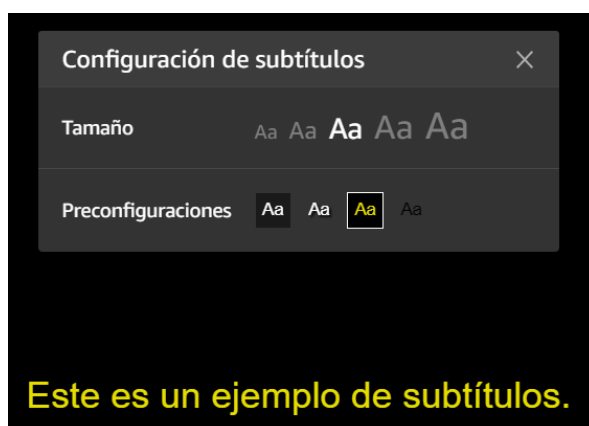 Configuración de subtítulos
Tamaño Aa Aa Aa Aa Aa
Preconfiguraciones Aa Aa Aa Aa
Este es un ejemplo de subtítulos.